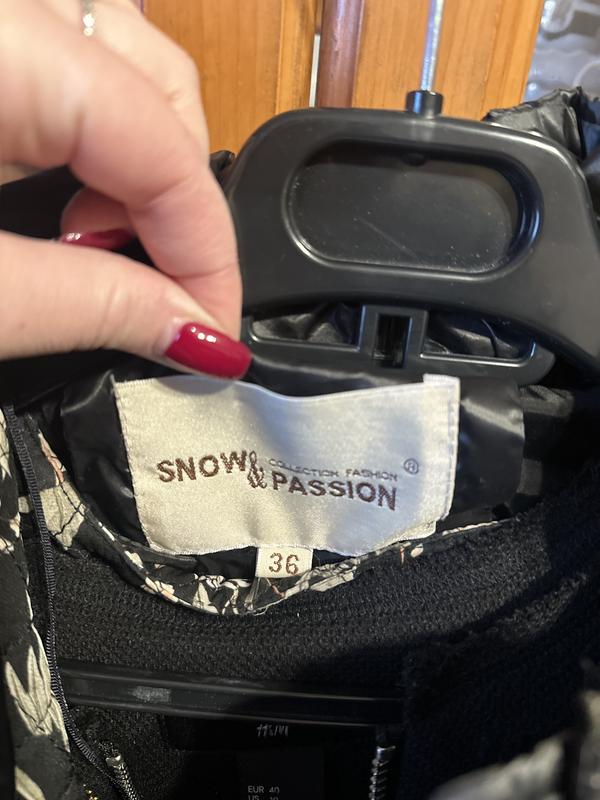 SNOW & COLLECTION FASHION ®
PASSION
36
EUR 40